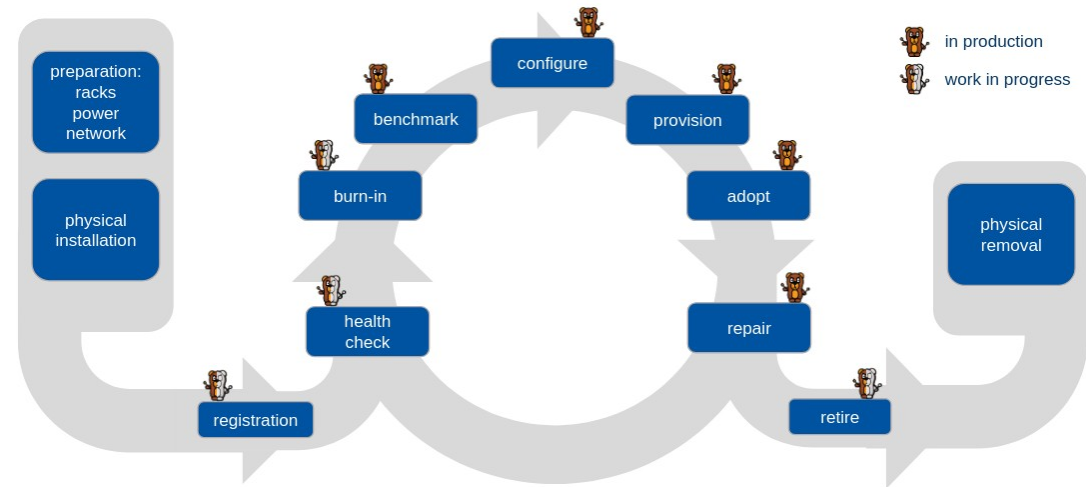 preparation:
racks
power
network
physical
installation
registration
health
check
burn-in
benchmark
configure
provision
adopt
repair
retire
physical
removal
in production
work in progress